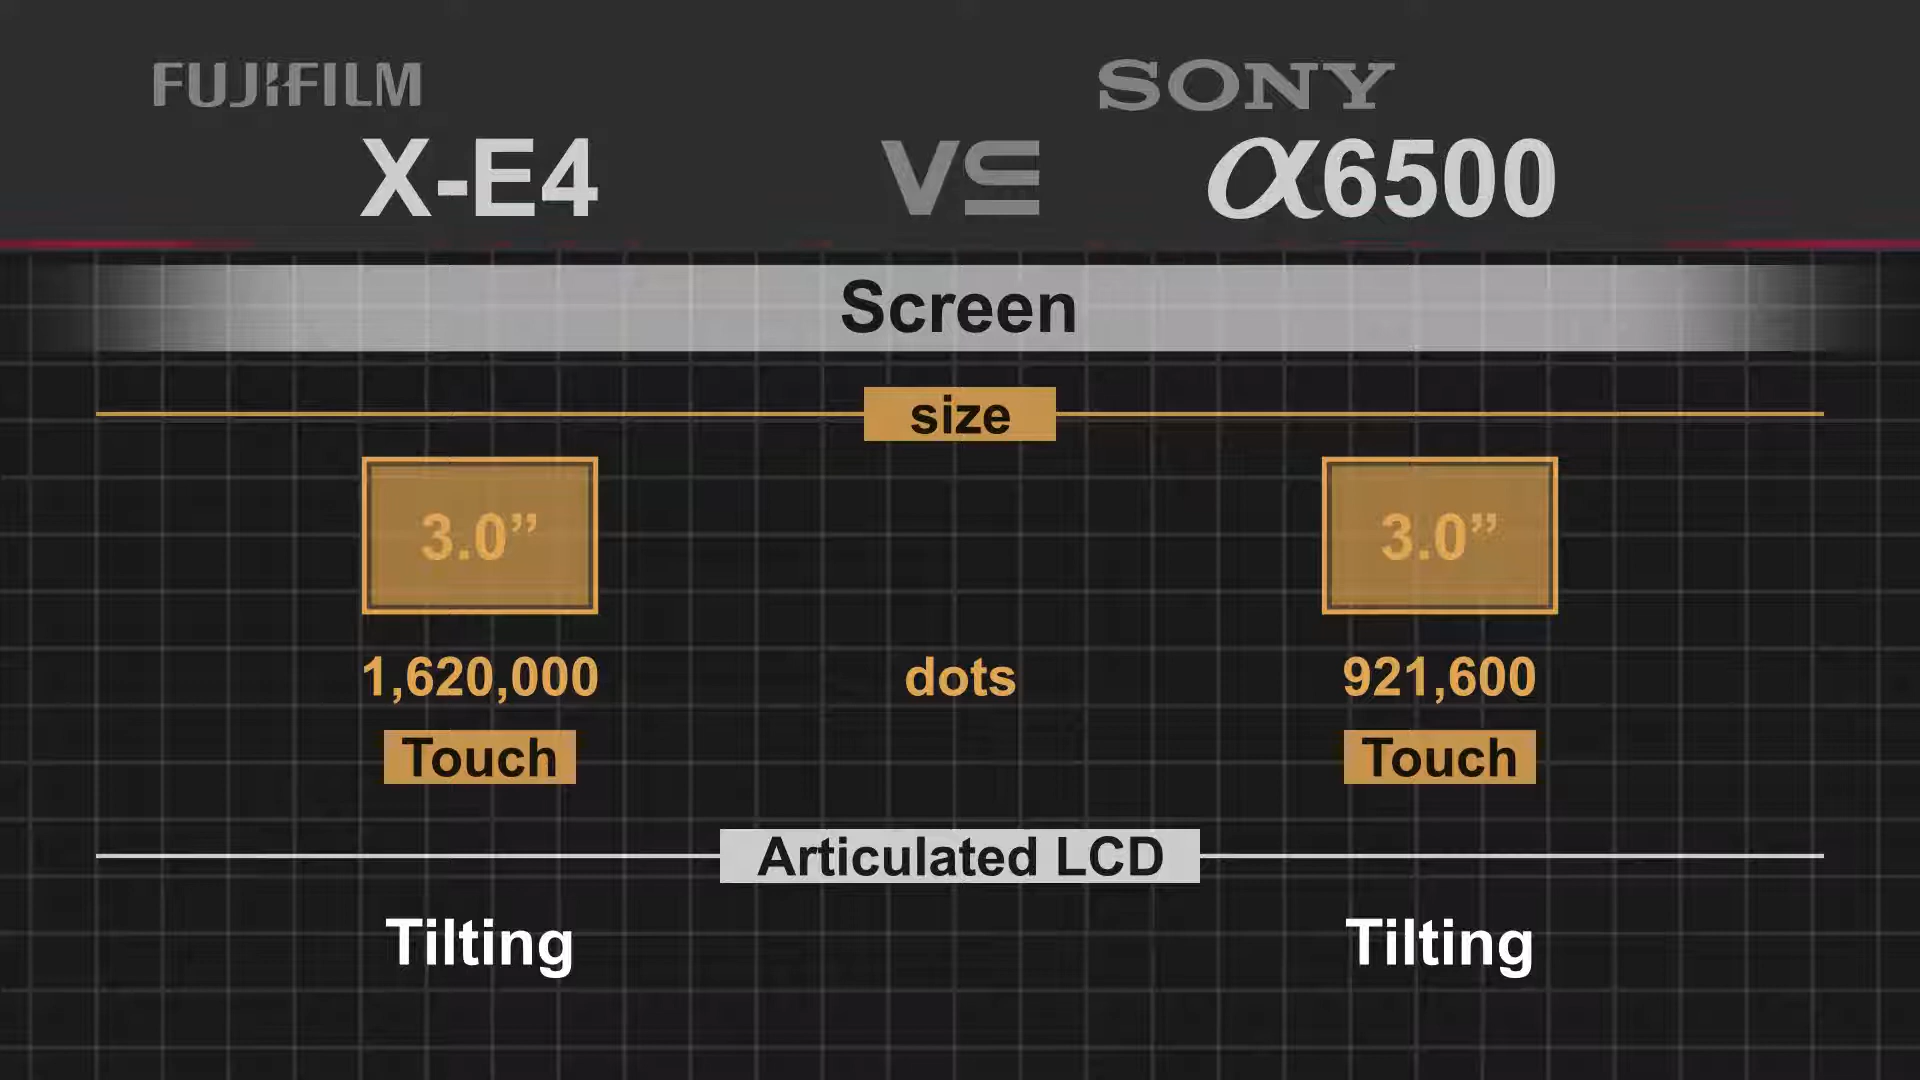 FUJIFILM
SONY
X-E4
VS
α6500
Screen
size
3.0”
3.0”
1,620,000
dots
921,600
Touch
Touch
Articulated LCD
Tilting
Tilting